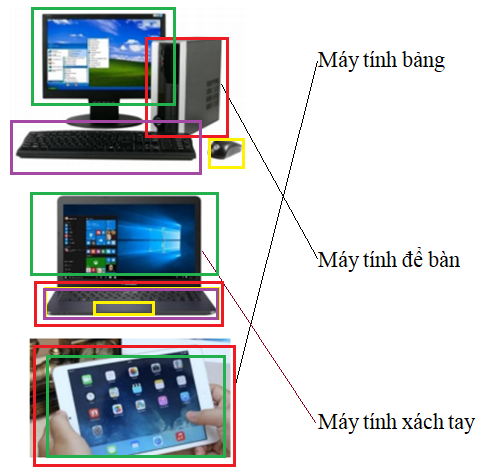 Máy tính bảng
Máy tính để bàn
Máy tính xách tay